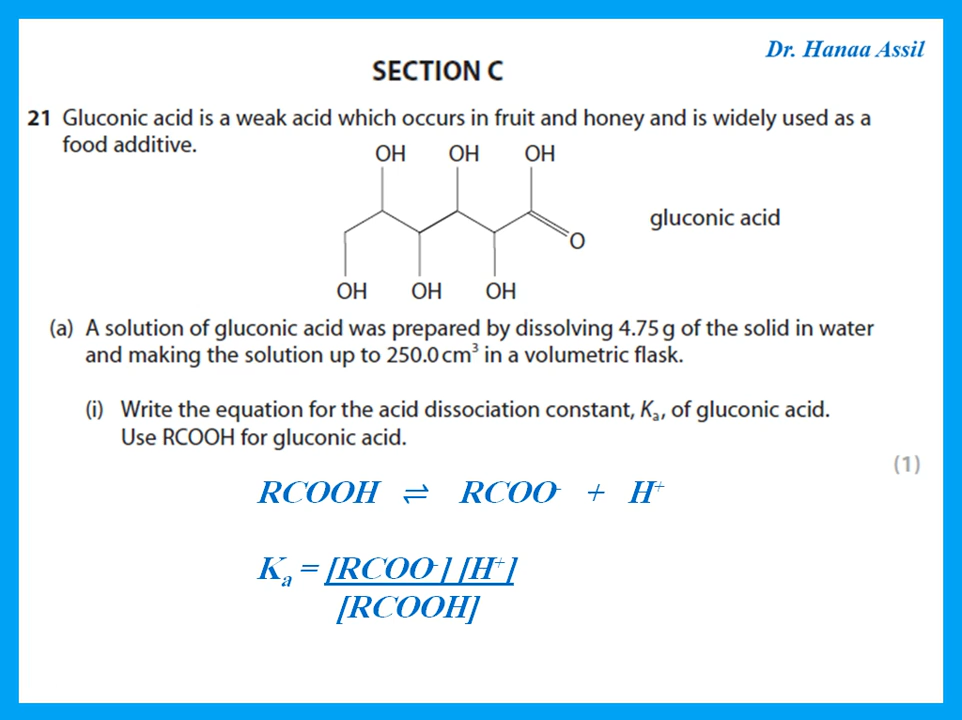 Dr. Hanaa Assil
SECTION C
21 Gluconic acid is a weak acid which occurs in fruit and honey and is widely used as a
food additive.
OH OH OH
gluconic acid
O
OH OH OH
(a) A solution of gluconic acid was prepared by dissolving 4.75 g of the solid in water
and making the solution up to 250.0 cm³ in a volumetric flask.
(i) Write the equation for the acid dissociation constant, Kₐ, of gluconic acid.
Use RCOOH for gluconic acid.
(1)
RCOOH ⇌ RCOO⁻ + H⁺
Kₐ = [RCOO⁻] [H⁺]
[RCOOH]